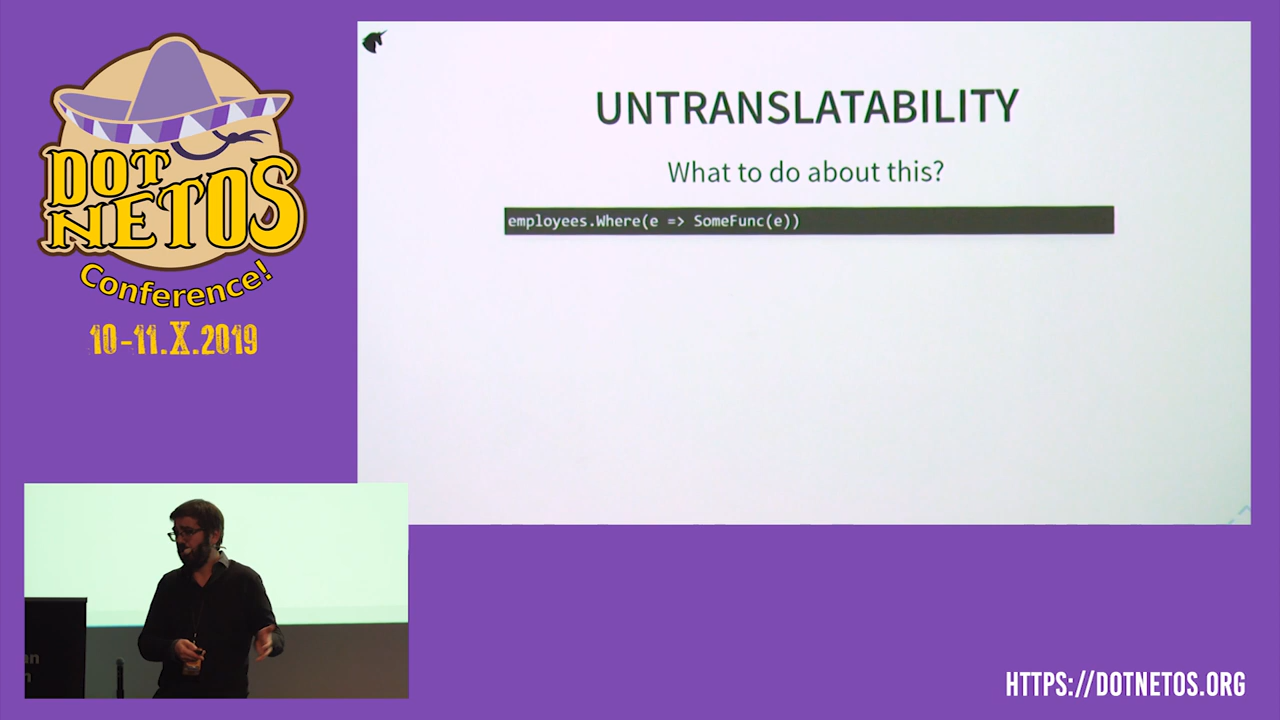 DOT
NETOS
Conference!
10-11.X.2019
UNTRANSLATABILITY
What to do about this?
employees.Where(e => SomeFunc(e))
HTTPS://DOTNETOS.ORG